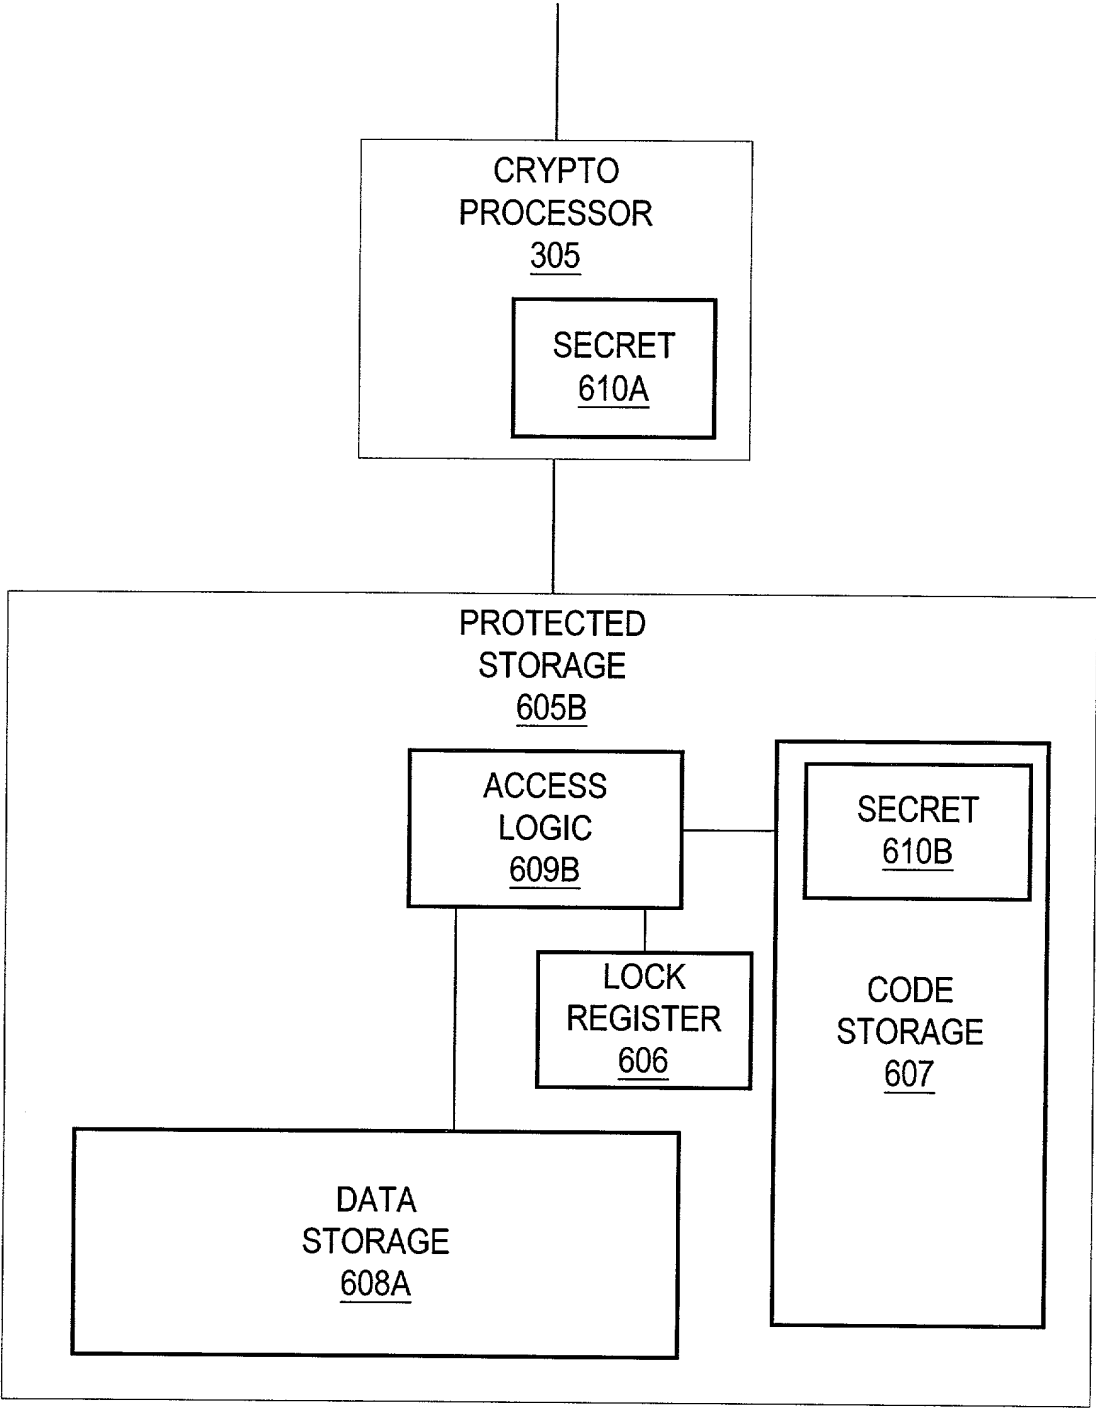 CRYPTO
PROCESSOR
305
SECRET
610A
PROTECTED
STORAGE
605B
ACCESS
LOGIC
609B
SECRET
610B
LOCK
REGISTER
606
CODE
STORAGE
607
DATA
STORAGE
608A